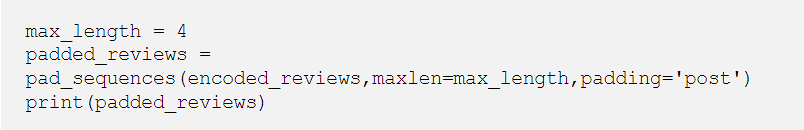 max_length = 4
padded_reviews =
pad_sequences(encoded_reviews,maxlen=max_length,padding='post')
print(padded_reviews)